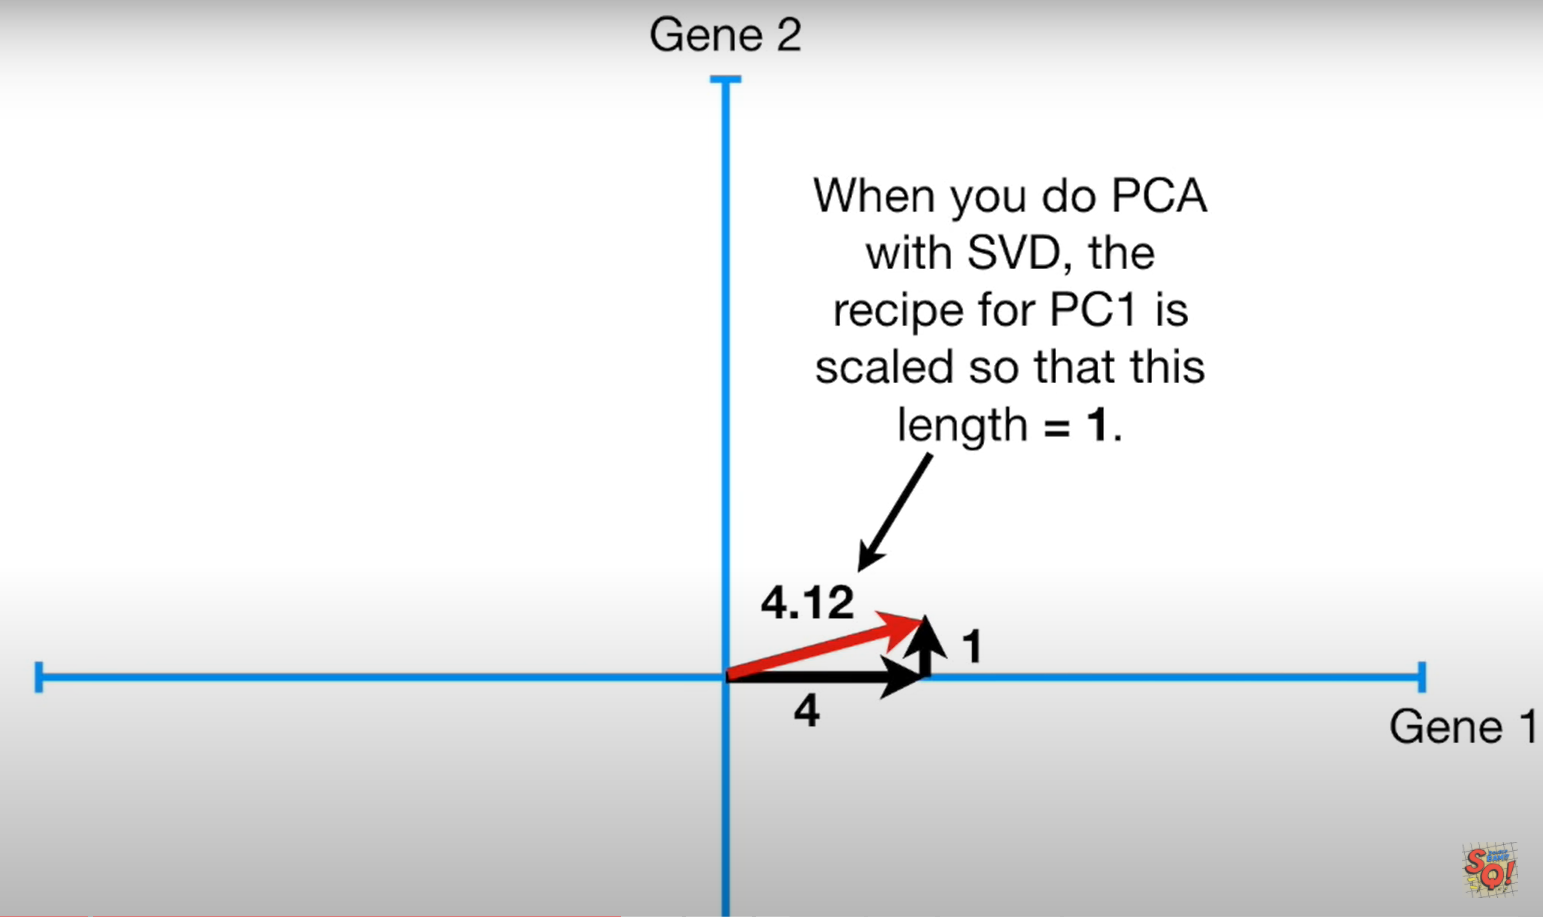 Gene 2
When you do PCA
with SVD, the
recipe for PC1 is
scaled so that this
length = 1.
4.12
1
4
Gene 1
SQ!